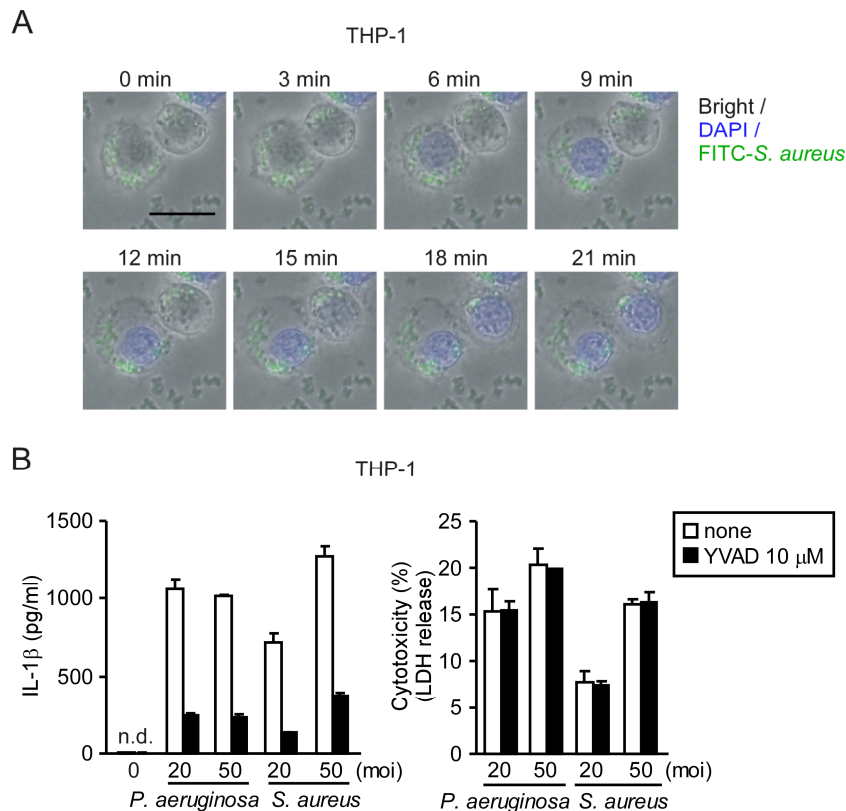 A
THP-1
0 min 3 min 6 min 9 min
Bright /
DAPI /
FITC-S. aureus
12 min 15 min 18 min 21 min
B
THP-1
IL-1β (pg/ml)
1500
1000
500
0
n.d.
0 20 50 20 50 (moi)
P. aeruginosa S. aureus
Cytotoxicity (%)
(LDH release)
25
20
15
10
5
0
20 50 20 50 (moi)
P. aeruginosa S. aureus
none
YVAD 10 μM